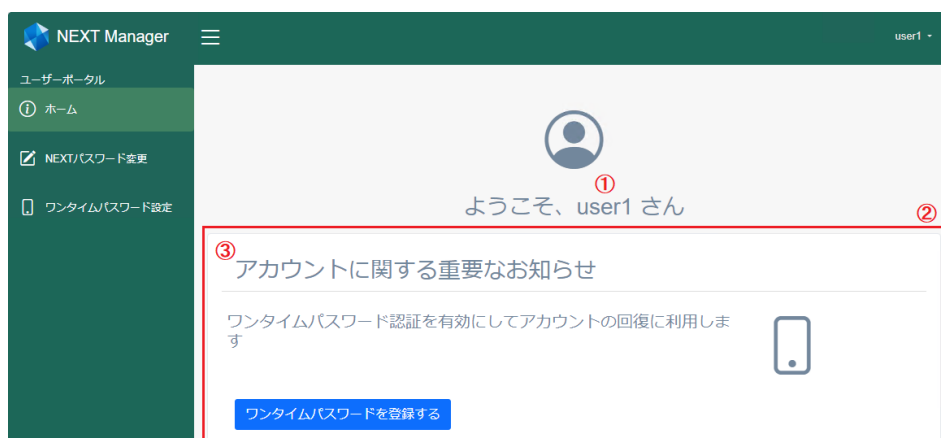 NEXT Manager
user1
ユーザーポータル
ホーム
NEXTパスワード変更
ワンタイムパスワード設定
①
ようこそ、user1 さん
②
③
アカウントに関する重要なお知らせ
ワンタイムパスワード認証を有効にしてアカウントの回復に利用しま
す
ワンタイムパスワードを登録する